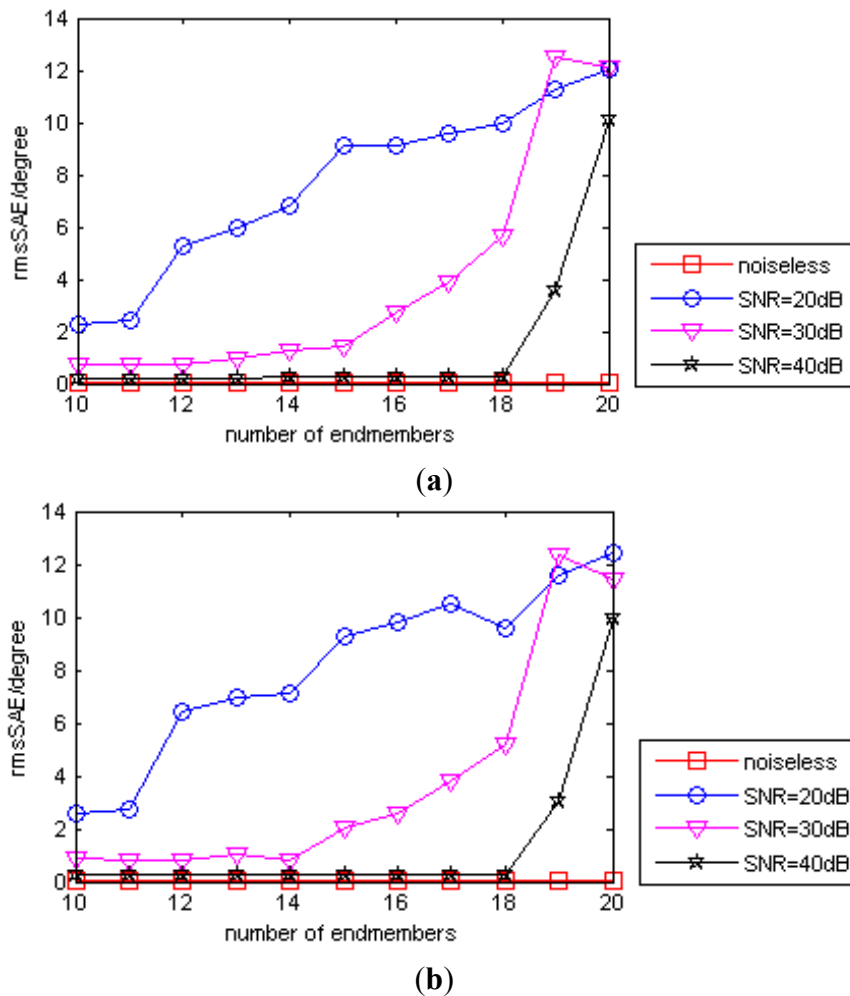 14
12
10
8
6
4
2
0
rmsSAE/degree
10 12 14 16 18 20
number of endmembers
noiseless
SNR=20dB
SNR=30dB
SNR=40dB
(a)
14
12
10
8
6
4
2
0
rmsSAE/degree
10 12 14 16 18 20
number of endmembers
noiseless
SNR=20dB
SNR=30dB
SNR=40dB
(b)